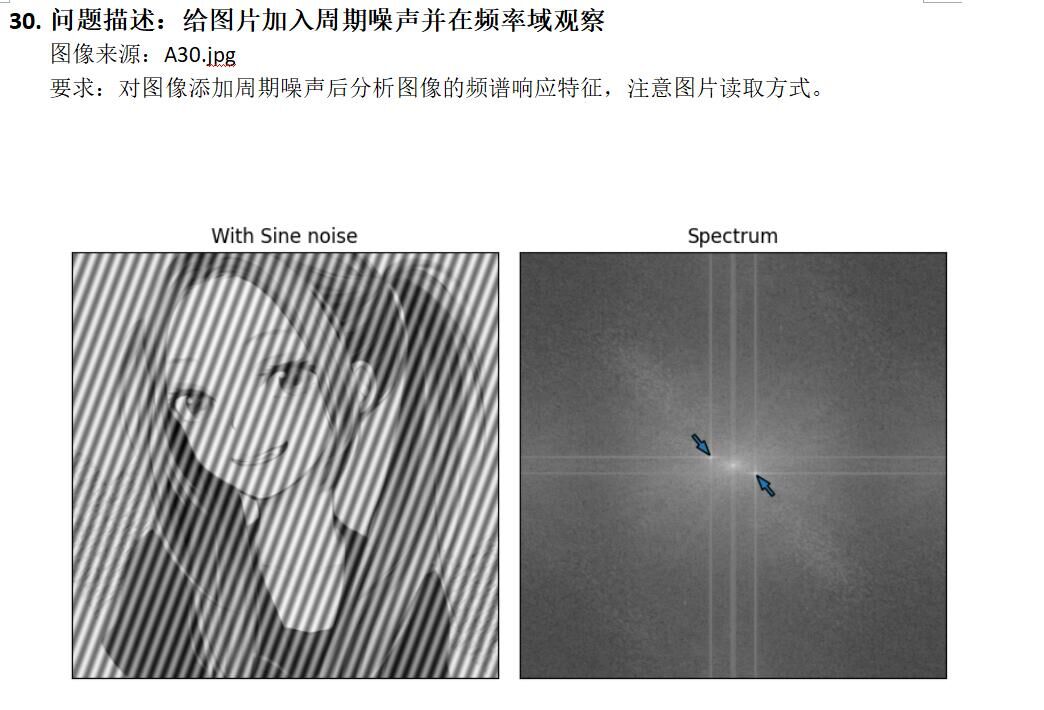 30. 问题描述：给图片加入周期噪声并在频率域观察
图像来源：A30.jpg
要求：对图像添加周期噪声后分析图像的频谱响应特征，注意图片读取方式。
With Sine noise
Spectrum